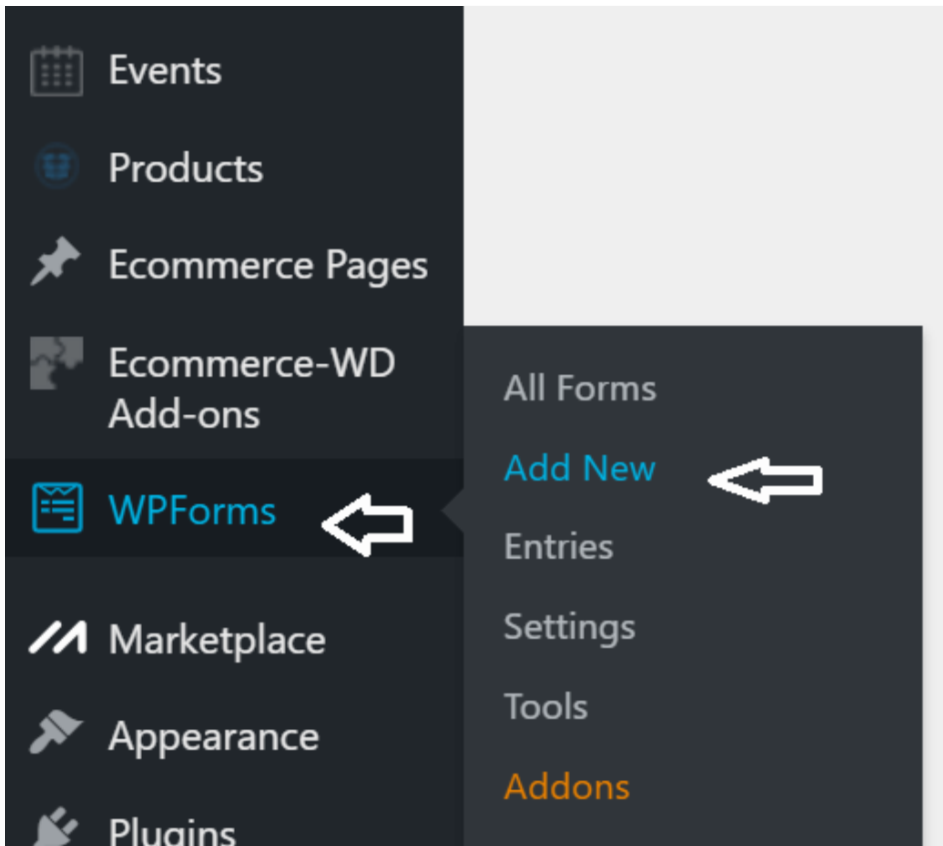 Events
Products
Ecommerce Pages
Ecommerce-WD
Add-ons
WPForms
Marketplace
Appearance
Plugins
All Forms
Add New
Entries
Settings
Tools
Addons